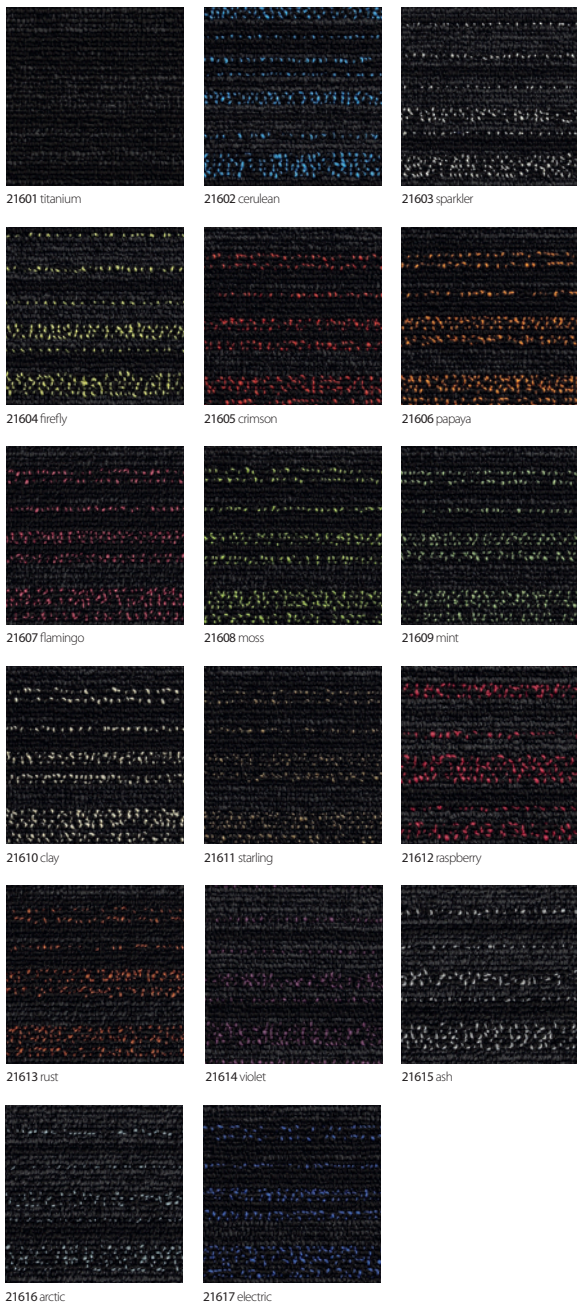 21601 titanium
21602 cerulean
21603 sparkler
21604 firefly
21605 crimson
21606 papaya
21607 flamingo
21608 moss
21609 mint
21610 clay
21611 starling
21612 raspberry
21613 rust
21614 violet
21615 ash
21616 arctic
21617 electric